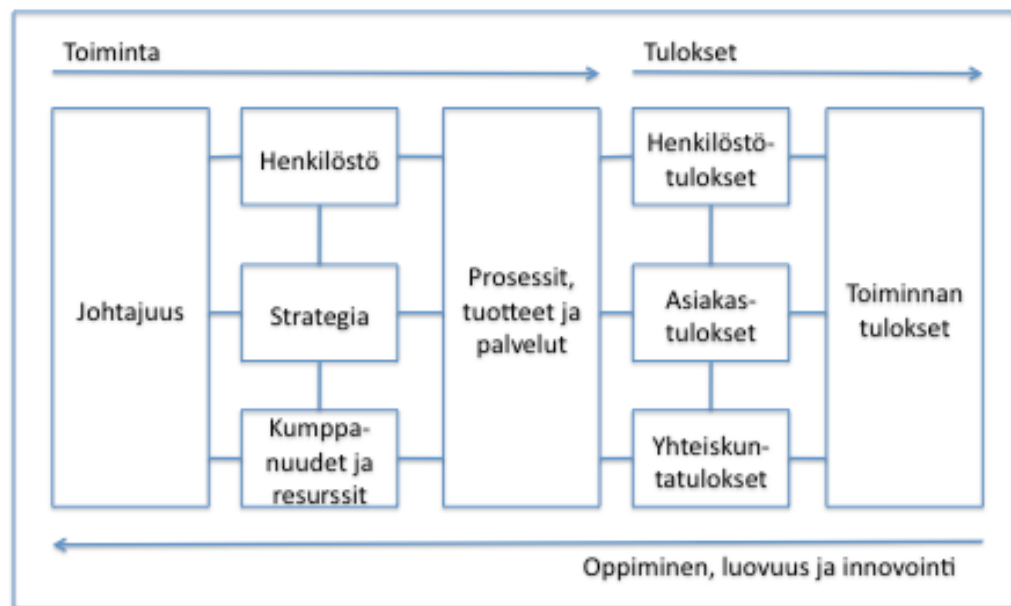 Toiminta
Tulokset
Johtajuus
Henkilöstö
Strategia
Kumppa-
nuudet ja
resurssit
Prosessit,
tuotteet ja
palvelut
Henkilöstö-
tulokset
Asiakas-
tulokset
Yhteiskun-
tatulokset
Toiminnan
tulokset
Oppiminen, luovuus ja innovointi